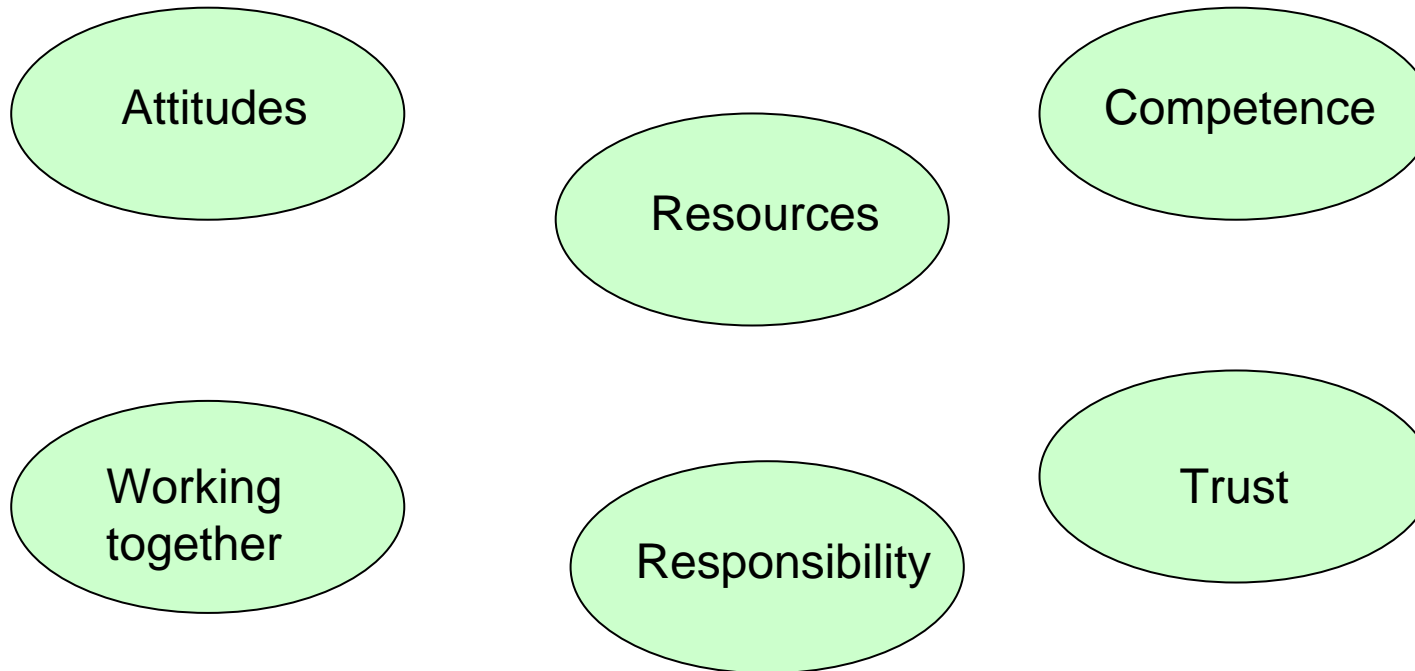 Attitudes
Resources
Competence
Working
together
Responsibility
Trust